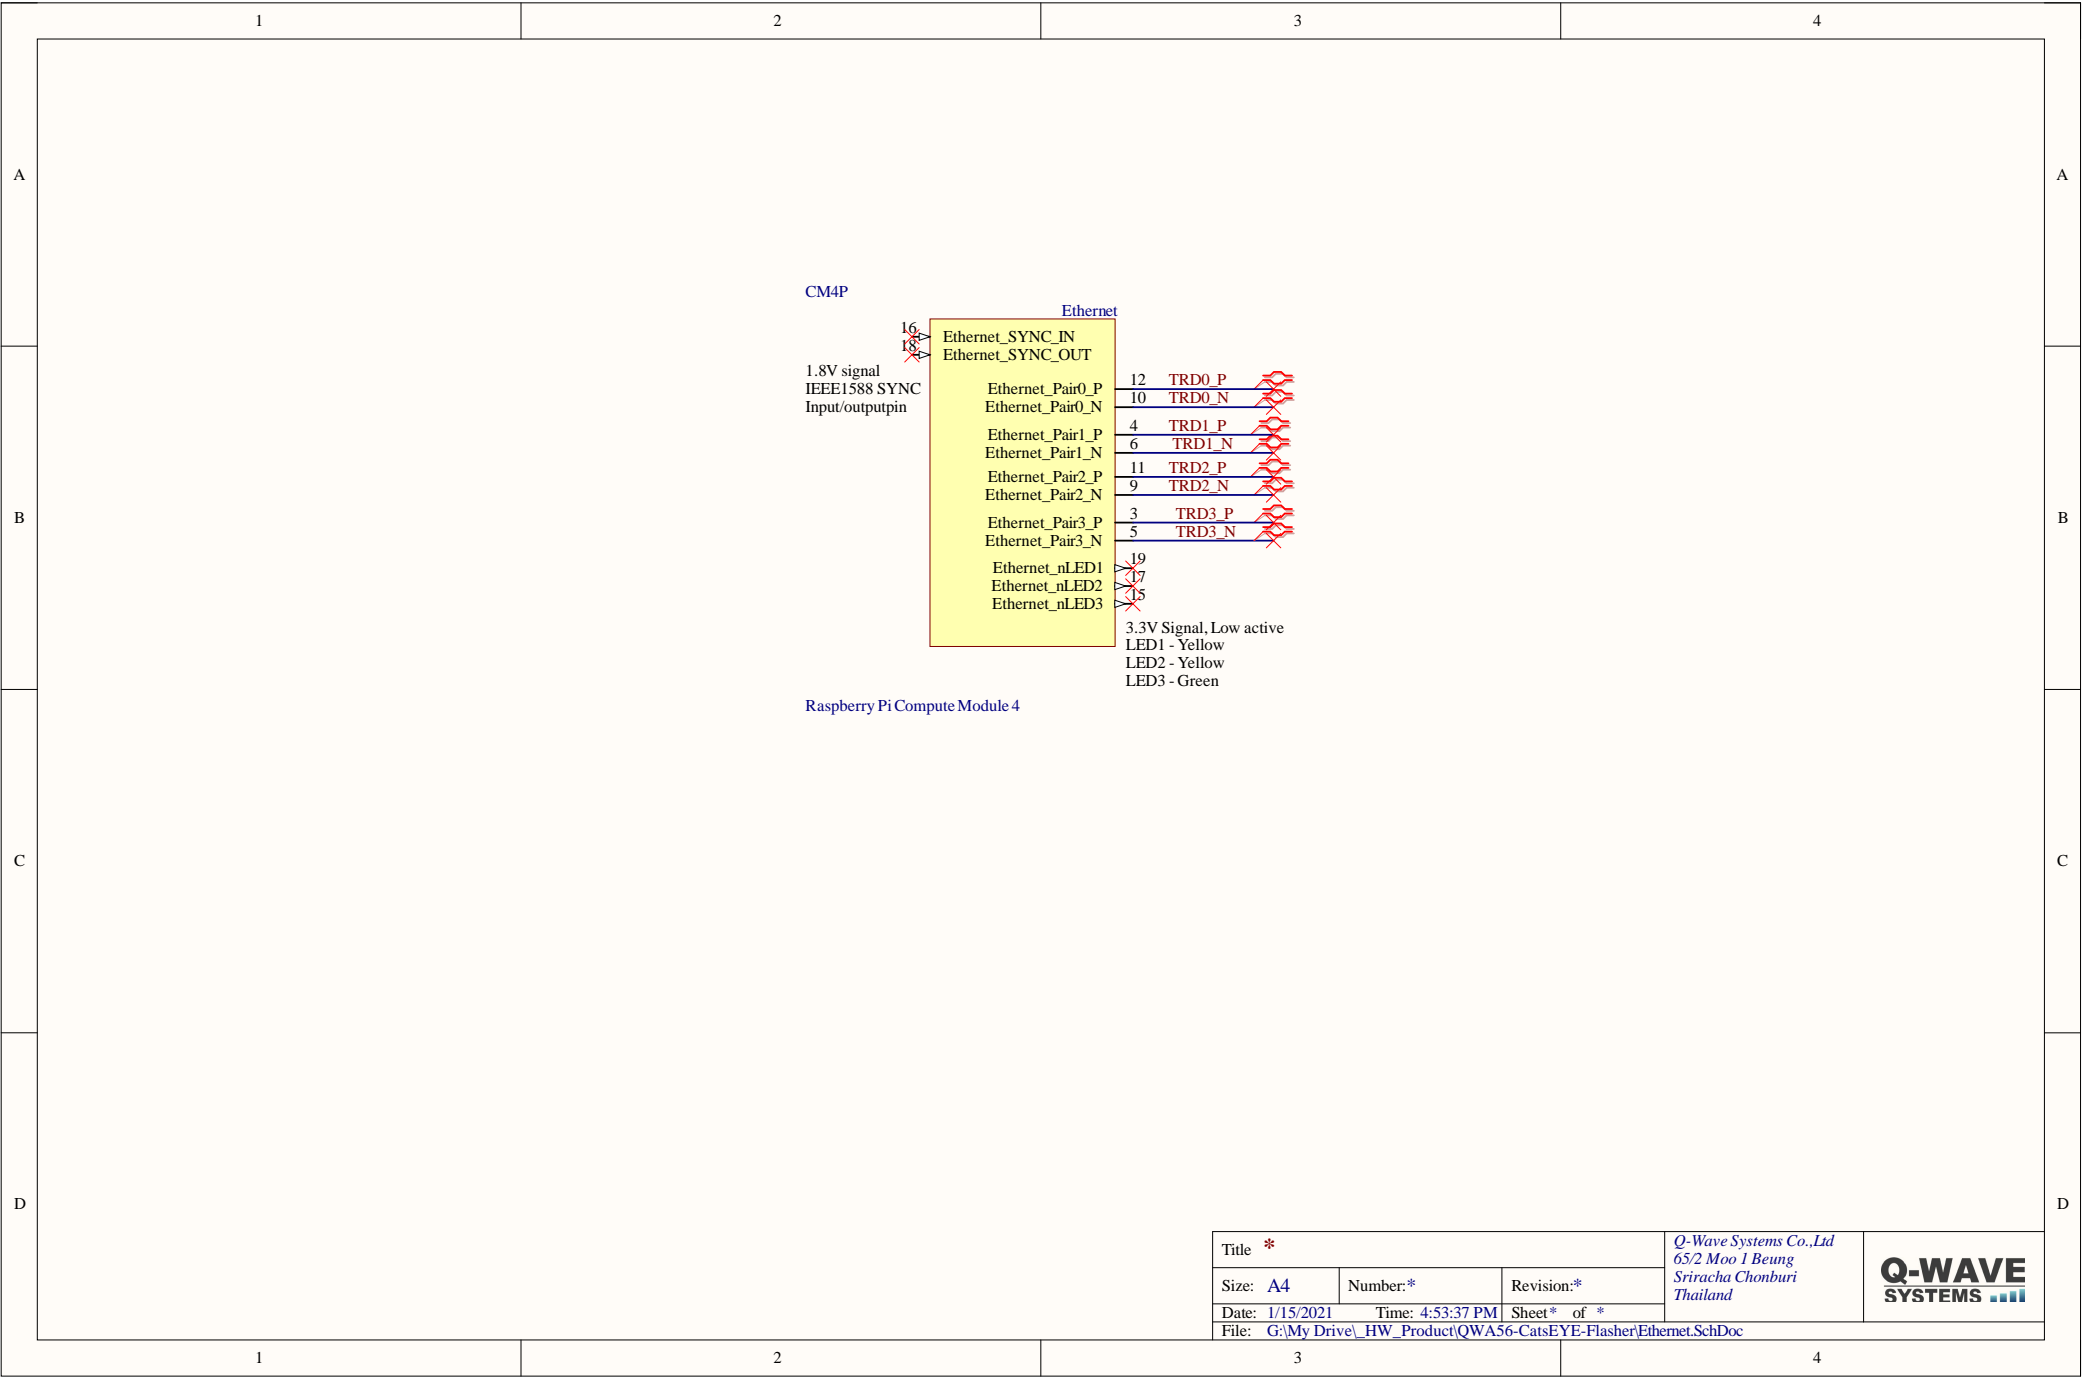 1 2 3 4
A A
CM4P
Ethernet
16 Ethernet_SYNC_IN
18 Ethernet_SYNC_OUT
1.8V signal
IEEE1588 SYNC
Input/outputpin
Ethernet_Pair0_P 12 TRD0_P
Ethernet_Pair0_N 10 TRD0_N
Ethernet_Pair1_P 4 TRD1_P
Ethernet_Pair1_N 6 TRD1_N
Ethernet_Pair2_P 11 TRD2_P
Ethernet_Pair2_N 9 TRD2_N
B B
Ethernet_Pair3_P 3 TRD3_P
Ethernet_Pair3_N 5 TRD3_N
Ethernet_nLED1 19
Ethernet_nLED2 17
Ethernet_nLED3 15
3.3V Signal, Low active
LED1 - Yellow
LED2 - Yellow
LED3 - Green
Raspberry Pi Compute Module 4
C C
D D
Title *
Size: A4 Number:* Revision:*
Date: 1/15/2021 Time: 4:53:37 PM Sheet* of *
File: G:\My Drive\_HW_Product\QWA56-CatsEYE-Flasher\Ethernet.SchDoc
Q-Wave Systems Co.,Ltd
65/2 Moo 1 Beung
Sriracha Chonburi
Thailand
Q-WAVE
SYSTEMS
1 2 3 4